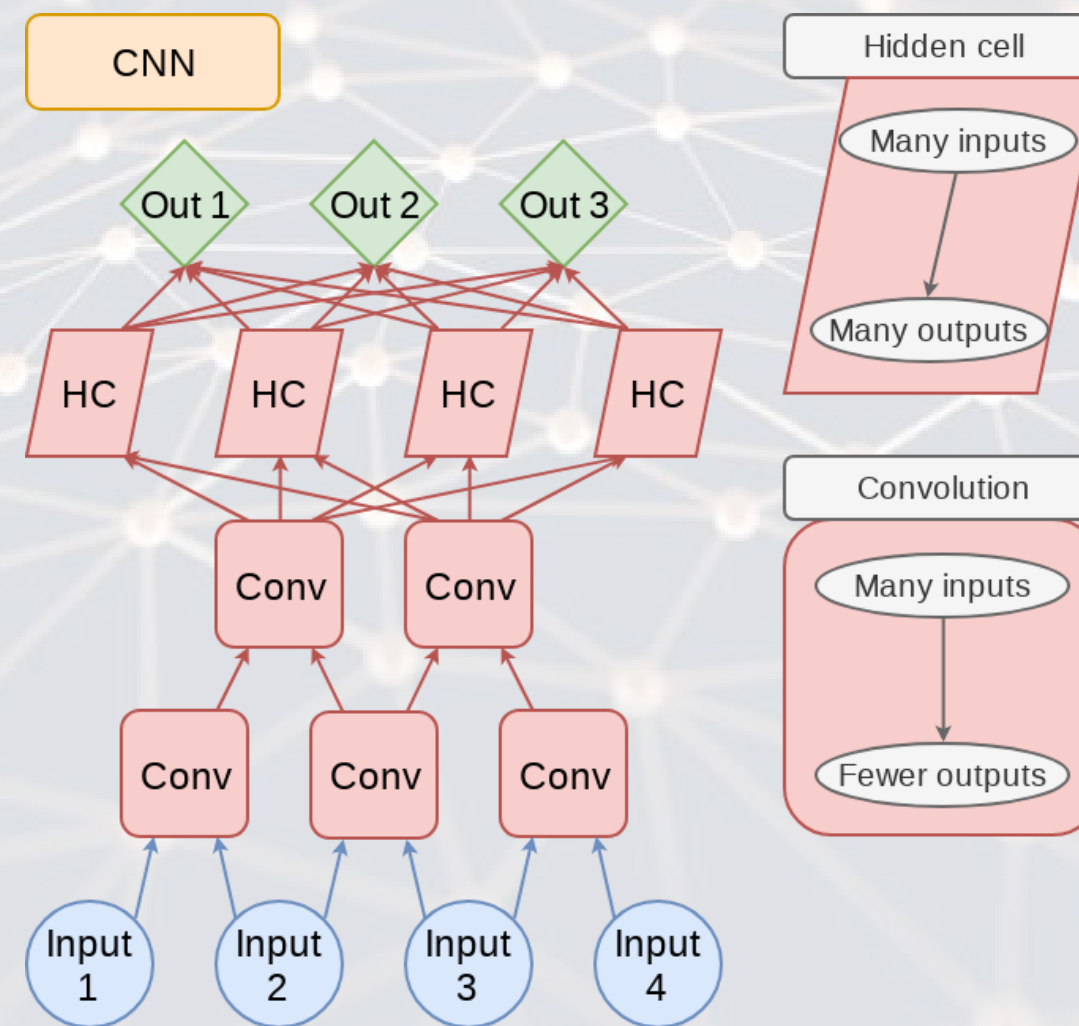 CNN
Out 1
Out 2
Out 3
HC
HC
HC
HC
Conv
Conv
Conv
Conv
Conv
Input
1
Input
2
Input
3
Input
4
Hidden cell
Many inputs
Many outputs
Convolution
Many inputs
Fewer outputs